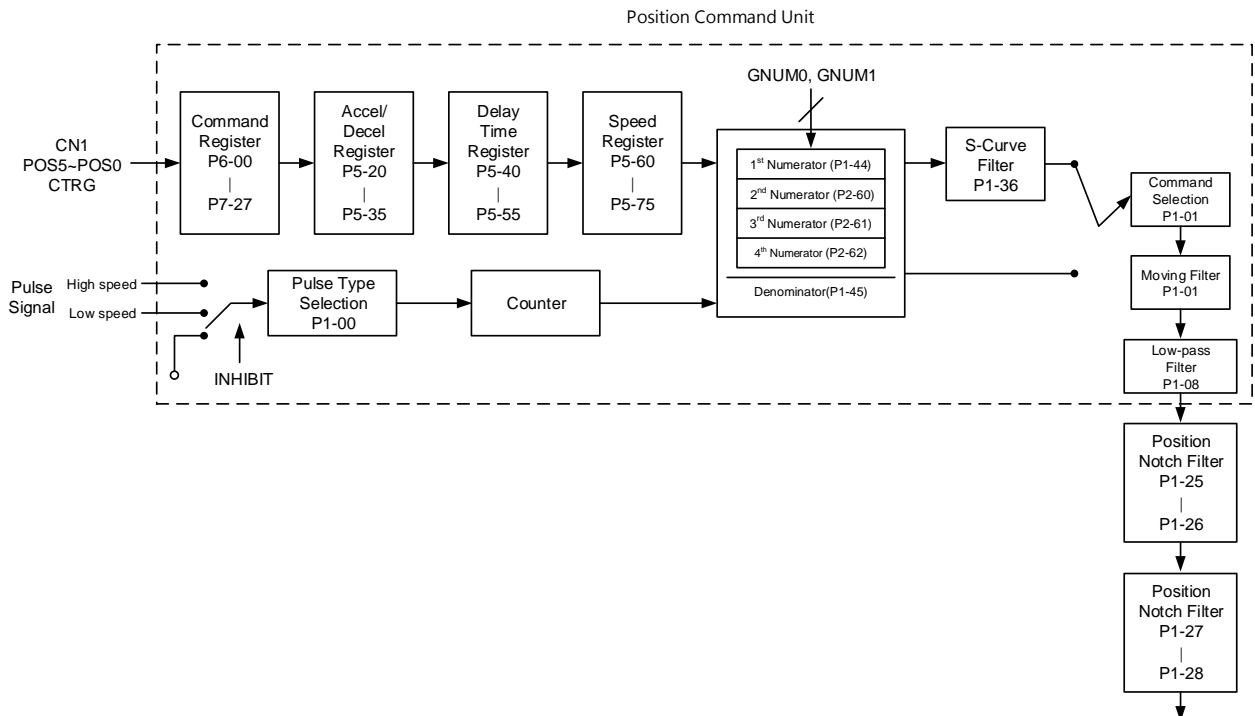 Position Command Unit
CN1
POS5~POS0
CTRG
Command
Register
P6-00
|
P7-27
Accel/
Decel
Register
P5-20
|
P5-35
Delay
Time
Register
P5-40
|
P5-55
Speed
Register
P5-60
|
P5-75
GNUM0, GNUM1
1st Numerator (P1-44)
2nd Numerator (P2-60)
3rd Numerator (P2-61)
4th Numerator (P2-62)
Denominator(P1-45)
S-Curve
Filter
P1-36
Command
Selection
P1-01
Moving Filter
P1-01
Low-pass
Filter
P1-08
Pulse
Signal
High speed
Low speed
INHIBIT
Pulse Type
Selection
P1-00
Counter
Position
Notch Filter
P1-25
|
P1-26
Position
Notch Filter
P1-27
|
P1-28